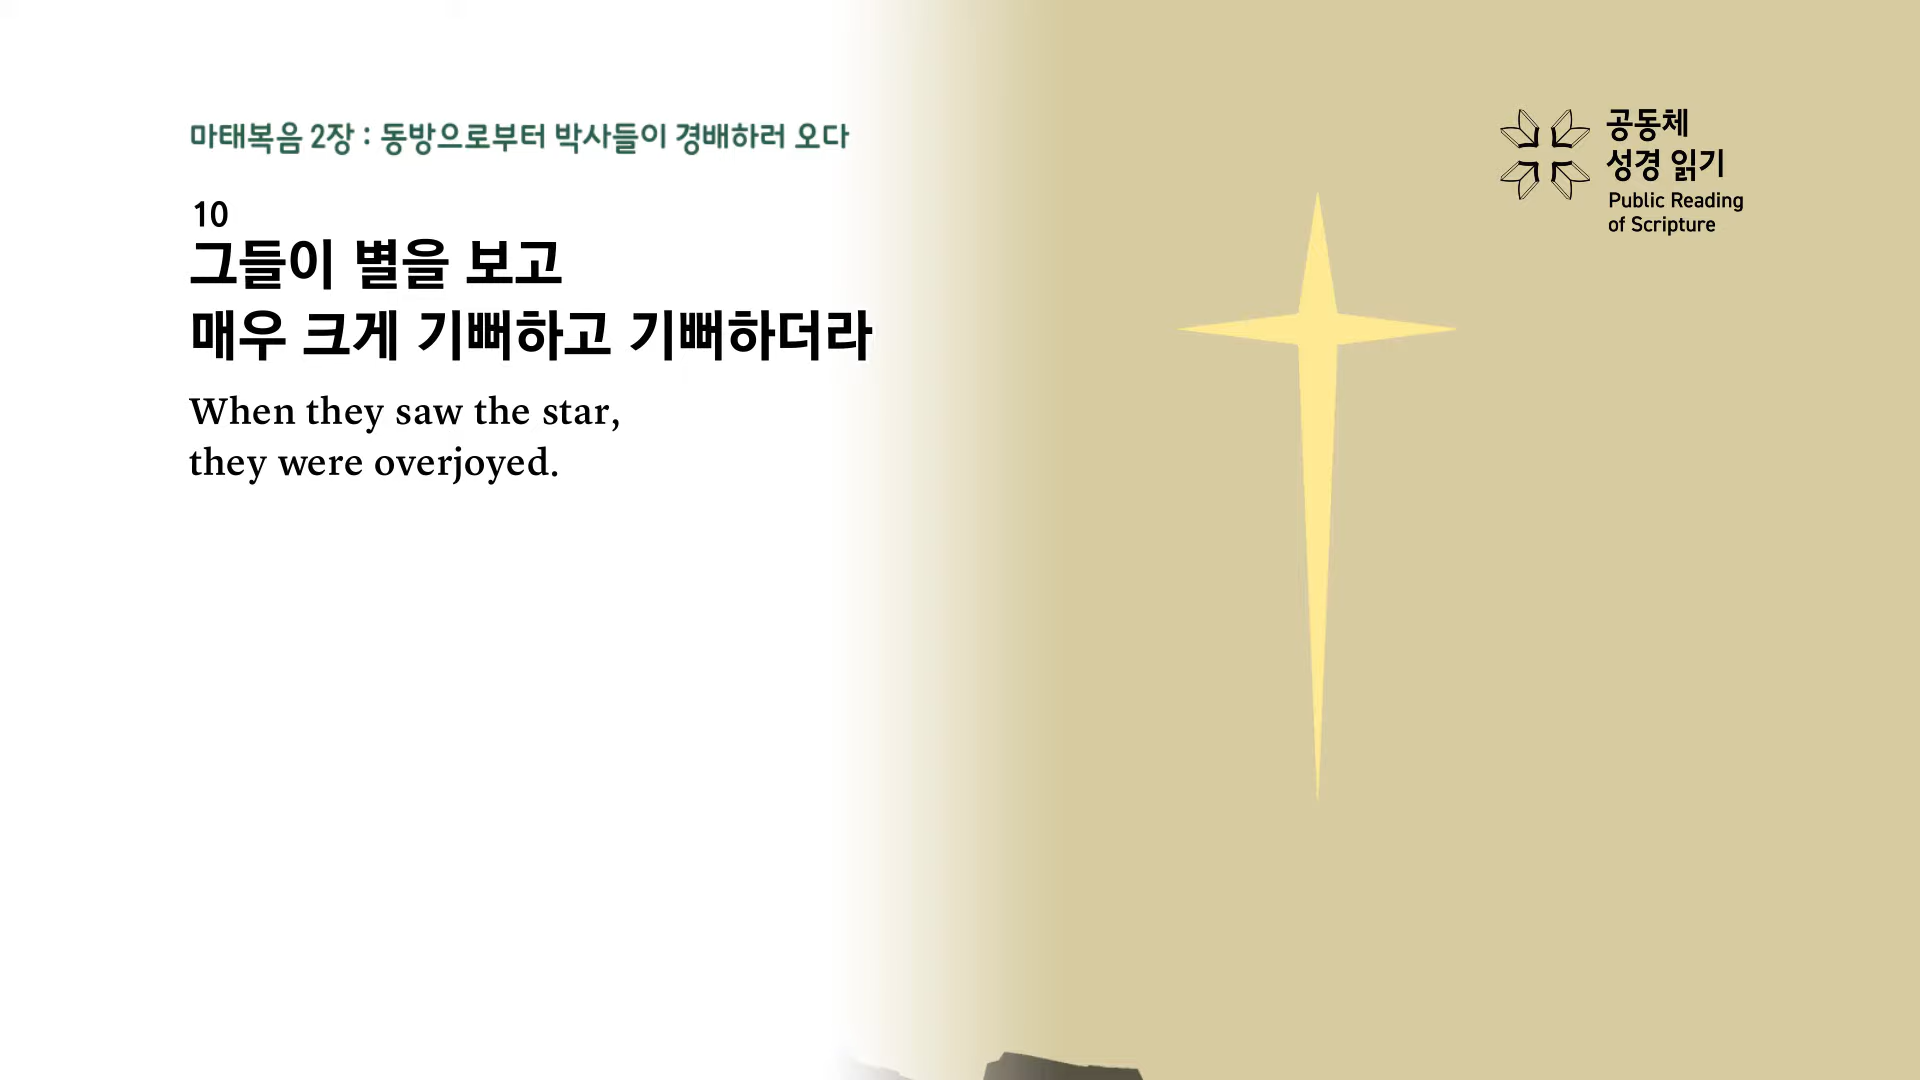 마태복음 2장 : 동방으로부터 박사들이 경배하러 오다
10
그들이 별을 보고
매우 크게 기뻐하고 기뻐하더라
When they saw the star,
they were overjoyed.
공동체
성경 읽기
Public Reading
of Scripture